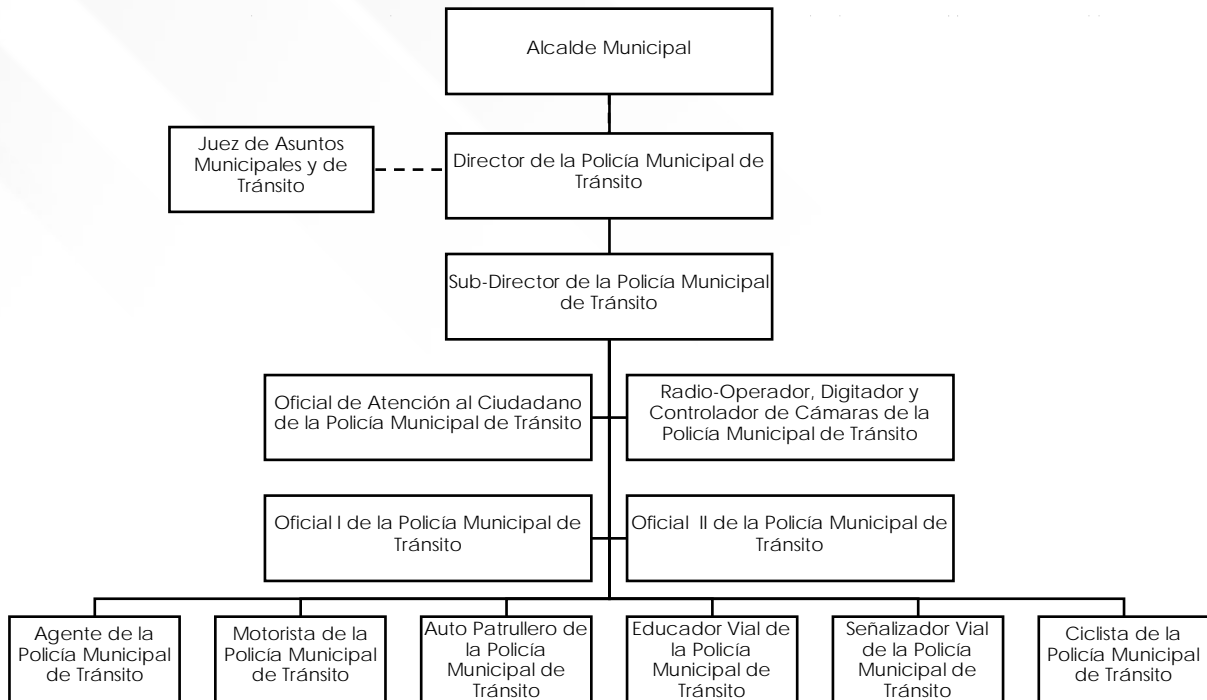 Alcalde Municipal
Juez de Asuntos
Municipales y de
Tránsito
Director de la Policía Municipal de
Tránsito
Sub-Director de la Policía Municipal
de Tránsito
Oficial de Atención al Ciudadano
de la Policía Municipal de Tránsito
Radio-Operador, Digitador y
Controlador de Cámaras de la
Policía Municipal de Tránsito
Oficial I de la Policía Municipal de
Tránsito
Oficial II de la Policía Municipal de
Tránsito
Agente de la
Policía Municipal
de Tránsito
Motorista de la
Policía Municipal
de Tránsito
Auto Patrullero de
la Policía
Municipal de
Tránsito
Educador Vial de
la Policía
Municipal de
Tránsito
Señalizador Vial
de la Policía
Municipal de
Tránsito
Ciclista de la
Policía Municipal
de Tránsito